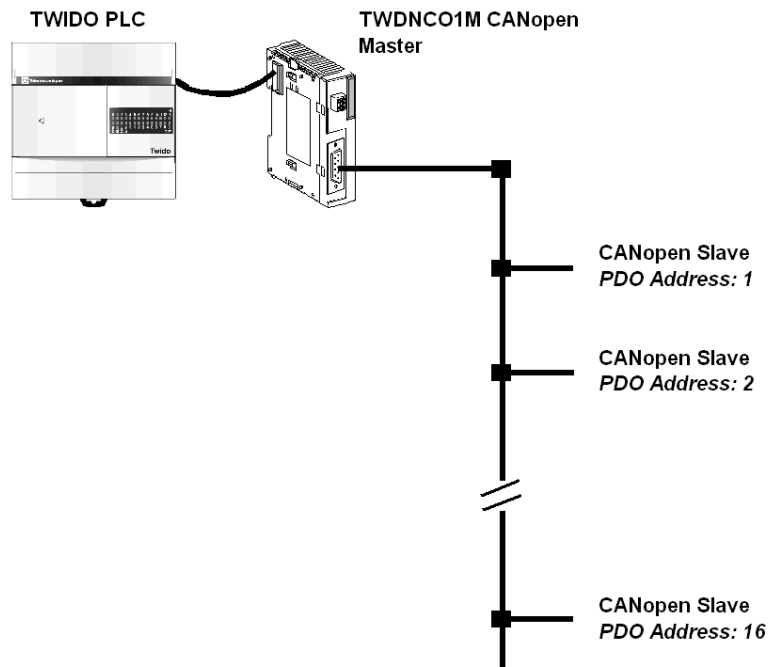 TWIDO PLC
TWDNCO1M CANopen
Master
Twido
CANopen Slave
PDO Address: 1
CANopen Slave
PDO Address: 2
CANopen Slave
PDO Address: 16